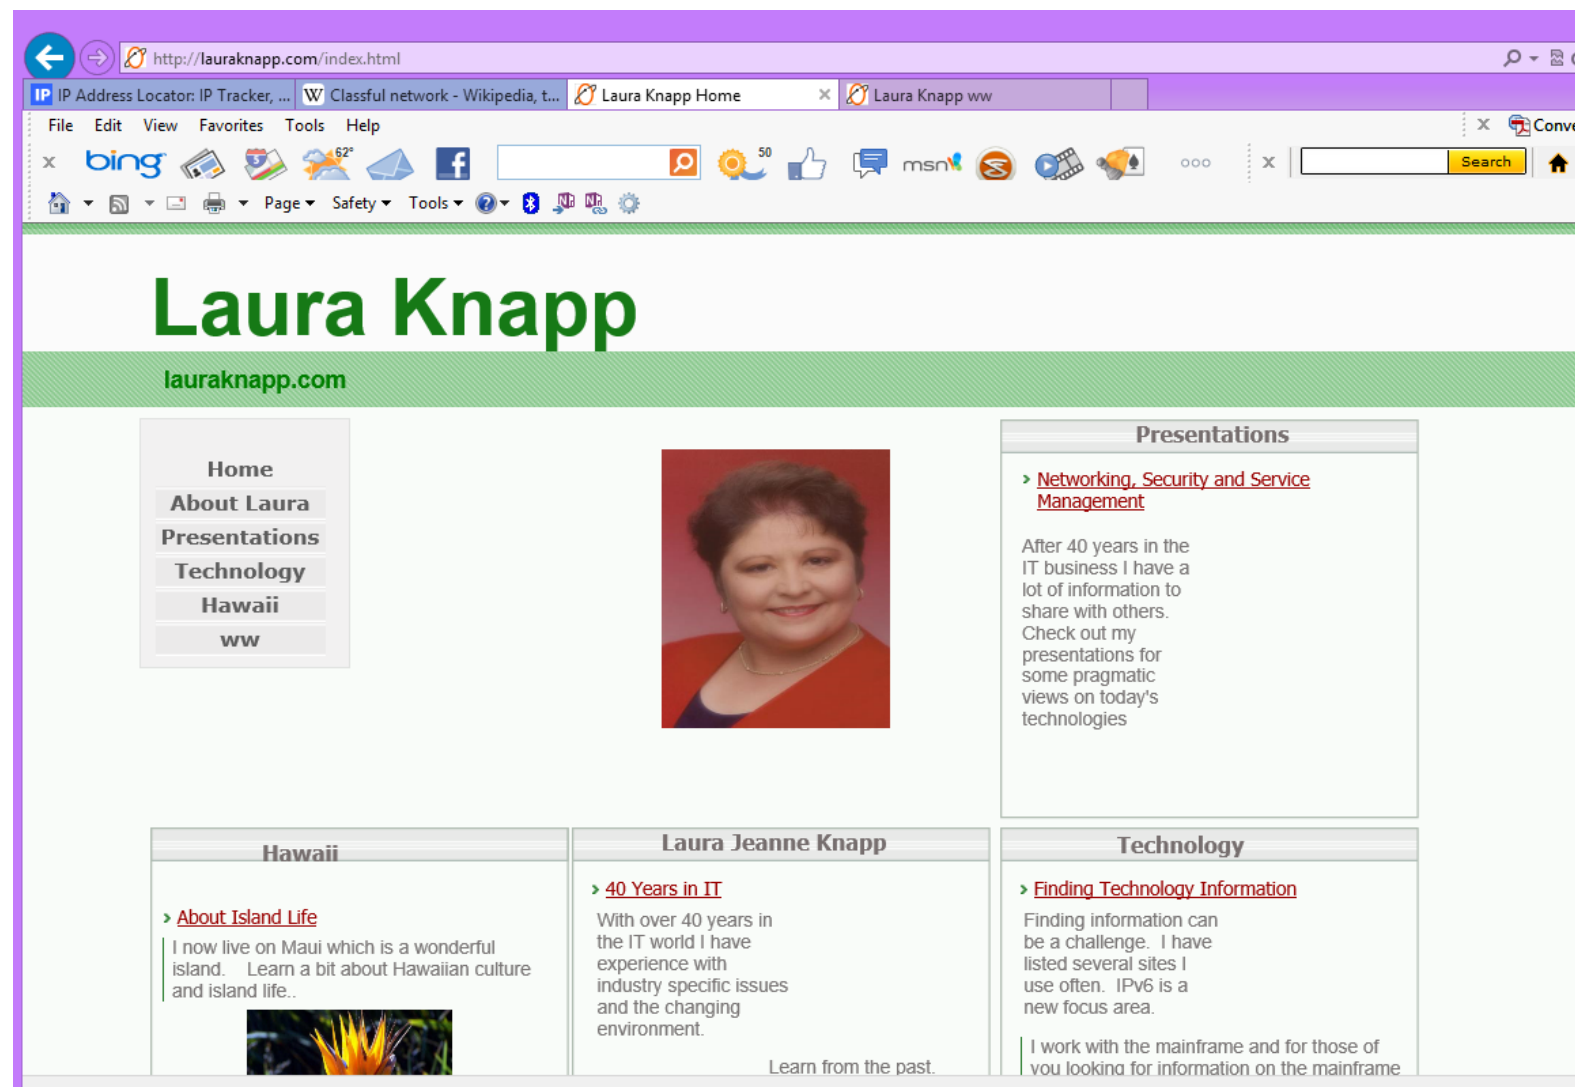 http://lauraknapp.com/index.html
IP IP Address Locator: IP Tracker, ... W Classful network - Wikipedia, t... Laura Knapp Home Laura Knapp ww
File Edit View Favorites Tools Help
x Conve
x bing 62° 50 msn x Search
Page Safety Tools
Laura Knapp
lauraknapp.com
Home
About Laura
Presentations
Technology
Hawaii
ww
Presentations
Networking, Security and Service
Management
After 40 years in the
IT business I have a
lot of information to
share with others.
Check out my
presentations for
some pragmatic
views on today's
technologies
Hawaii
About Island Life
I now live on Maui which is a wonderful
island. Learn a bit about Hawaiian culture
and island life..
Laura Jeanne Knapp
40 Years in IT
With over 40 years in
the IT world I have
experience with
industry specific issues
and the changing
environment.
Learn from the past.
Technology
Finding Technology Information
Finding information can
be a challenge. I have
listed several sites I
use often. IPv6 is a
new focus area.
I work with the mainframe and for those of
you looking for information on the mainframe